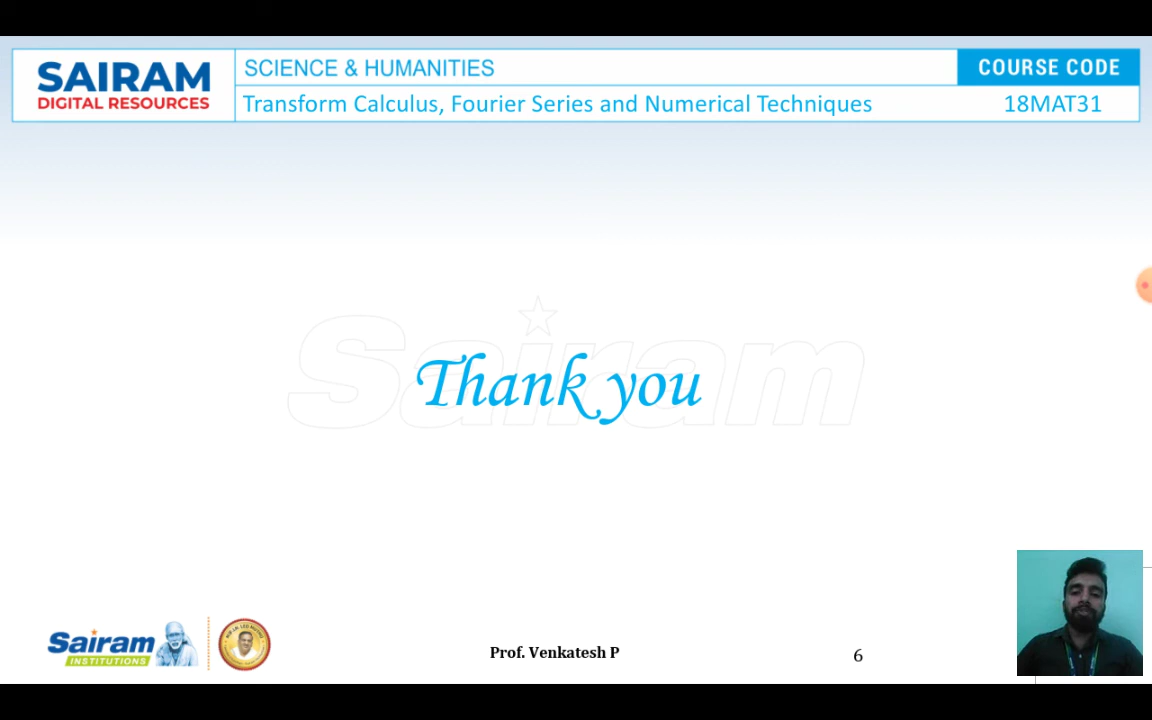 SAIRAM
DIGITAL RESOURCES
SCIENCE & HUMANITIES
COURSE CODE
Transform Calculus, Fourier Series and Numerical Techniques
18MAT31
Sairam
Thank you
Sairam
INSTITUTIONS
Prof. Venkatesh P
6